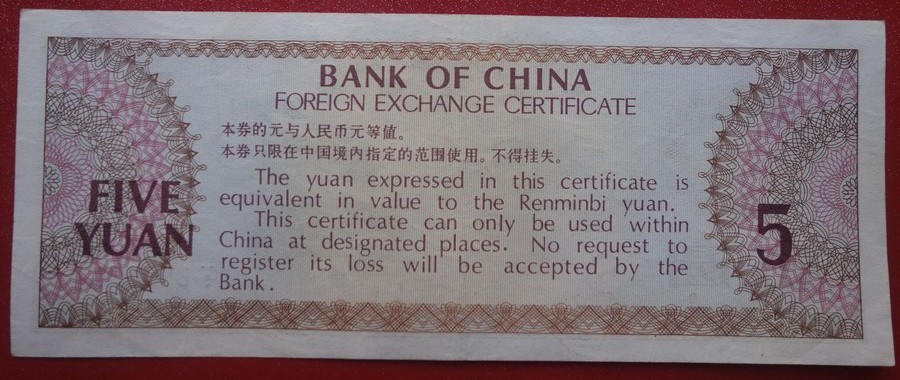 BANK OF CHINA
FOREIGN EXCHANGE CERTIFICATE
本券的元与人民币元等值。
本券只限在中国境内指定的范围使用。不得挂失。
The yuan expressed in this certificate is
equivalent in value to the Renminbi yuan.
This certificate can only be used within
China at designated places. No request to
register its loss will be accepted by the
Bank.
FIVE
YUAN
5